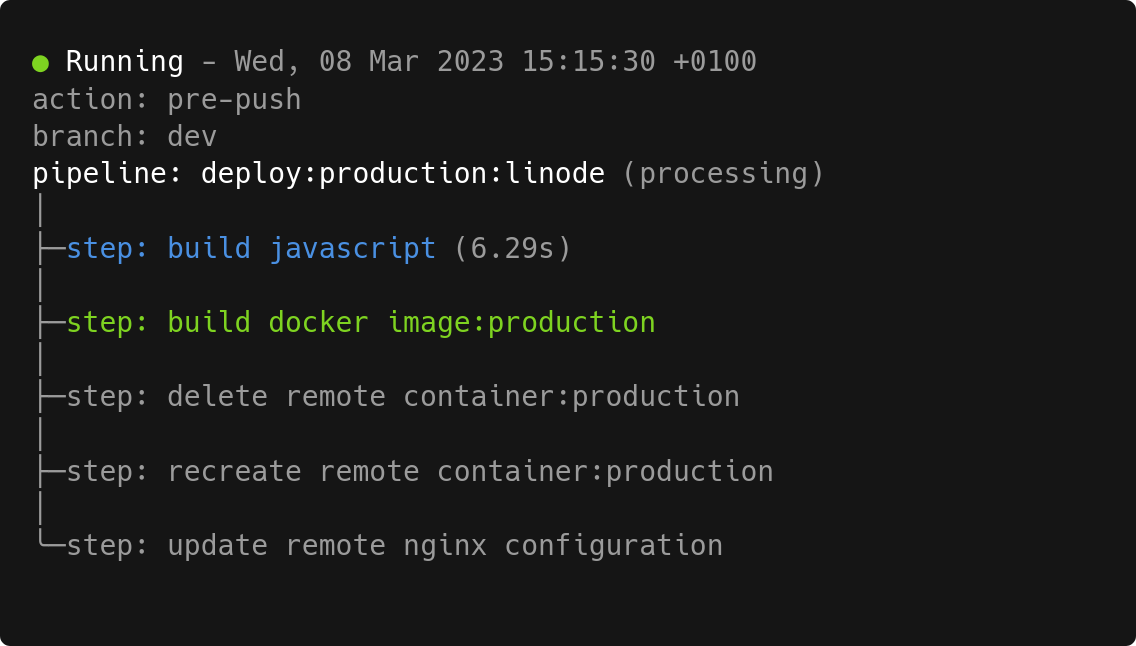 ● Running – Wed, 08 Mar 2023 15:15:30 +0100
action: pre-push
branch: dev
pipeline: deploy:production:linode (processing)
│
├─step: build javascript (6.29s)
│
├─step: build docker image:production
│
├─step: delete remote container:production
│
├─step: recreate remote container:production
│
╰─step: update remote nginx configuration